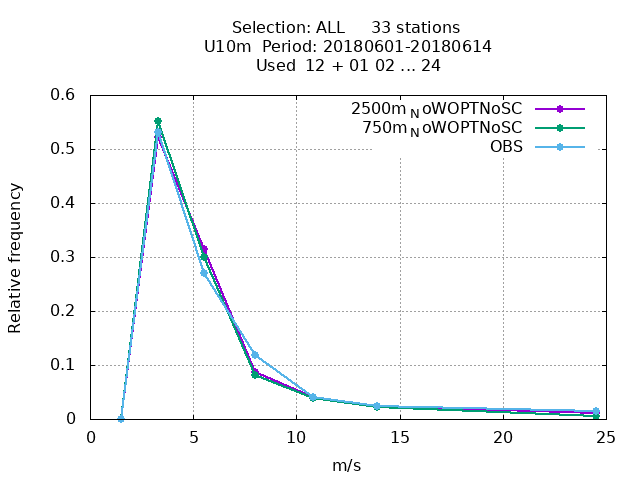 Selection: ALL 33 stations
U10m Period: 20180601-20180614
Used 12 + 01 02 ... 24
0.6
2500m_NoWOPTNoSC
750m_NoWOPTNoSC
OBS
0.5
0.4
0.3
0.2
0.1
0
Relative frequency
0 5 10 15 20 25
m/s